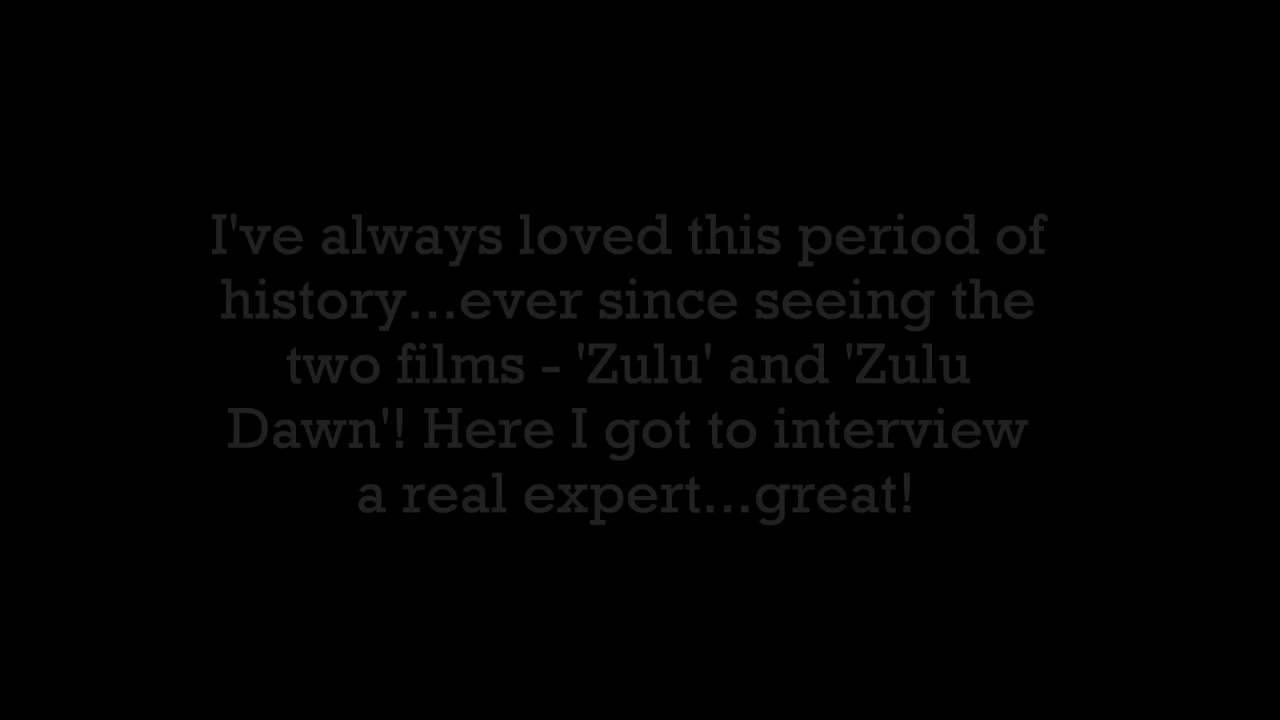 I've always loved this period of
history...ever since seeing the
two films - 'Zulu' and 'Zulu
Dawn'! Here I got to interview
a real expert...great!